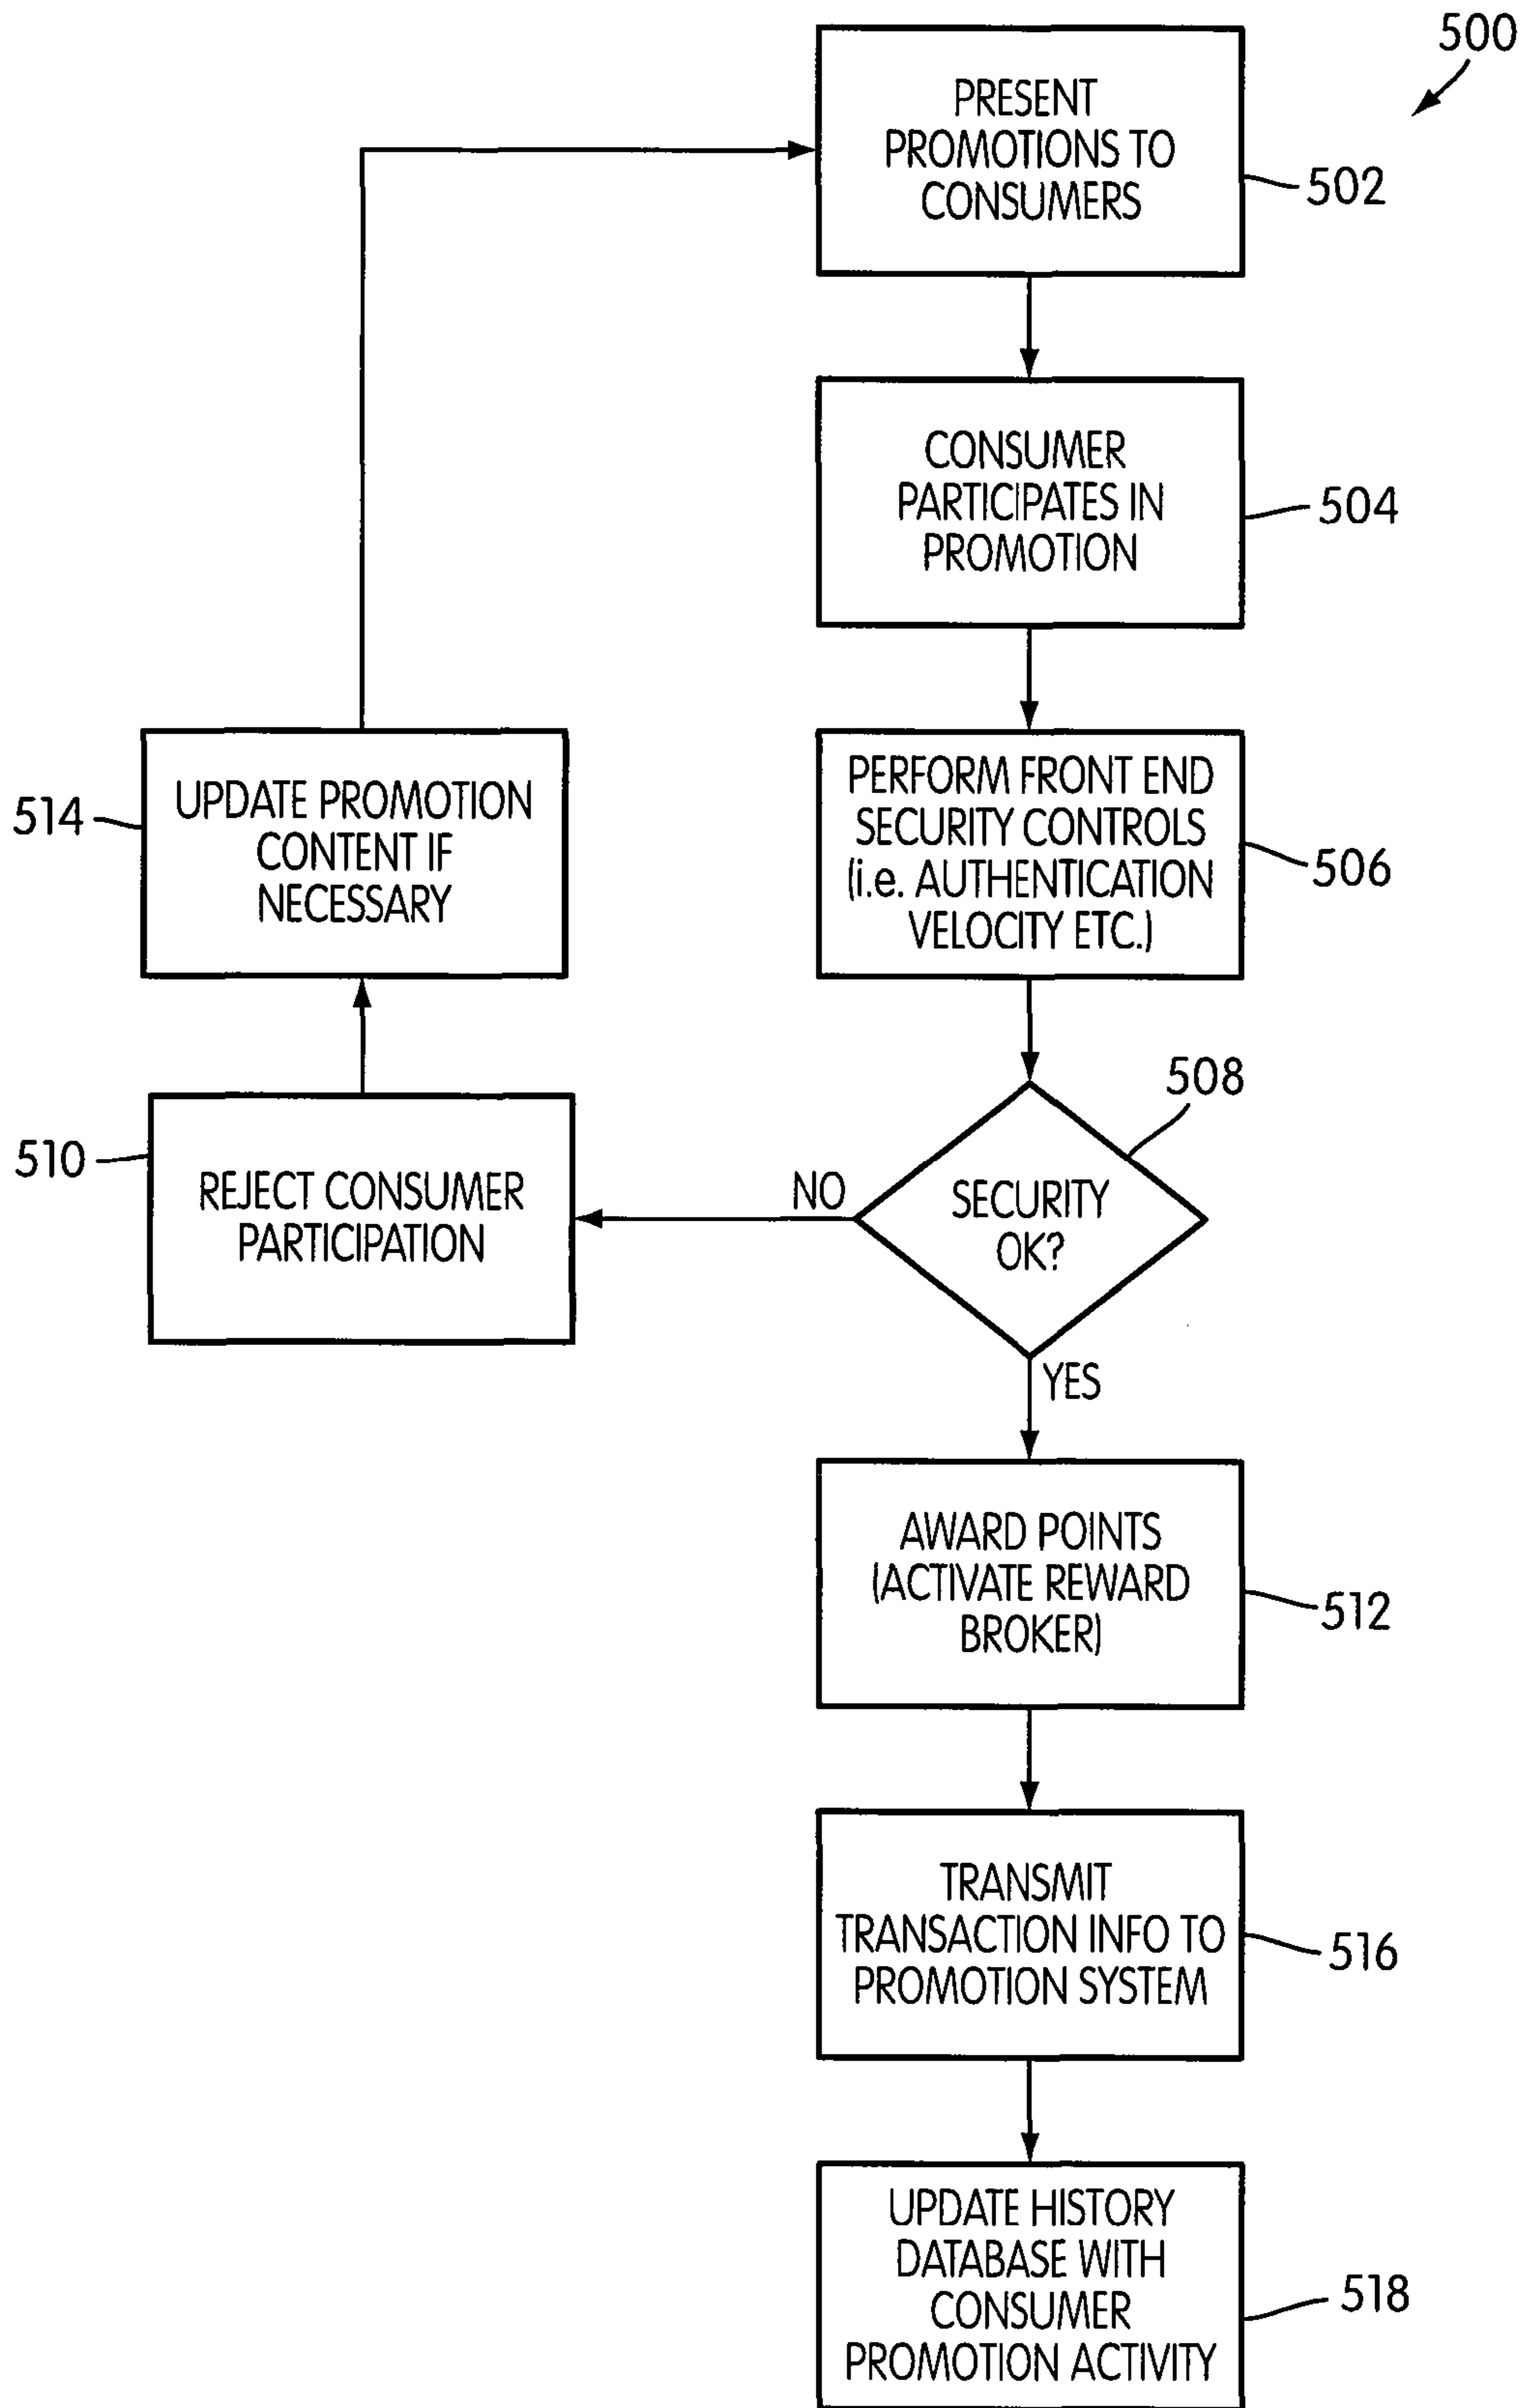 500
PRESENT
PROMOTIONS TO
CONSUMERS
502
CONSUMER
PARTICIPATES IN
PROMOTION
504
PERFORM FRONT END
SECURITY CONTROLS
(i.e. AUTHENTICATION
VELOCITY ETC.)
506
514
UPDATE PROMOTION
CONTENT IF
NECESSARY
508
SECURITY
OK?
NO
YES
510
REJECT CONSUMER
PARTICIPATION
AWARD POINTS
(ACTIVATE REWARD
BROKER)
512
TRANSMIT
TRANSACTION INFO TO
PROMOTION SYSTEM
516
UPDATE HISTORY
DATABASE WITH
CONSUMER
PROMOTION ACTIVITY
518